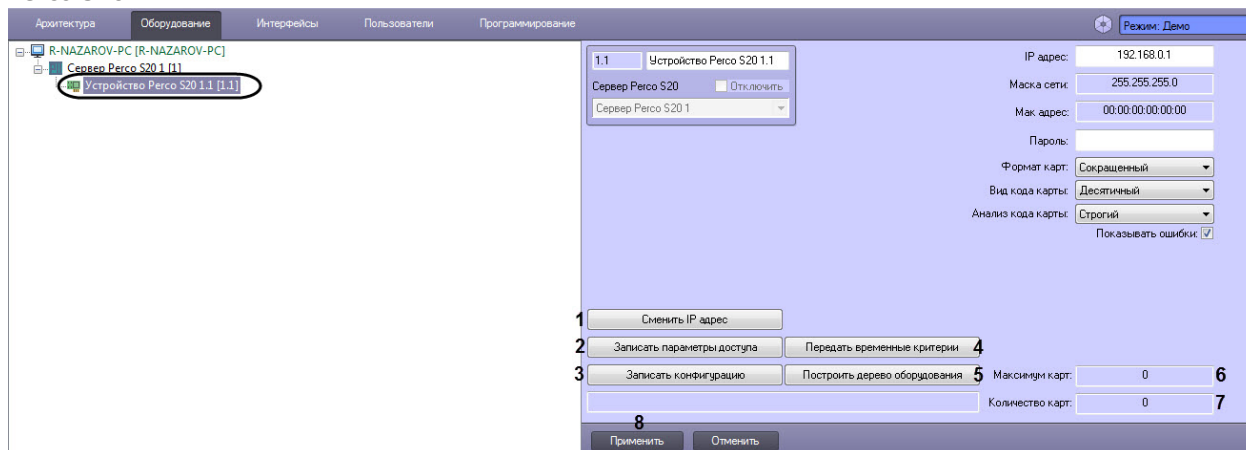 Архитектура Оборудование Интерфейсы Пользователи Программирование Режим: Демо
R-NAZAROV-PC [R-NAZAROV-PC]
Сервер Perco S20 1 [1]
Устройство Perco S20 1.1 [1.1]
1.1 Устройство Perco S20 1.1
Сервер Perco S20 Отключить
Сервер Perco S20 1
IP адрес: 192.168.0.1
Маска сети: 255.255.255.0
Мак адрес: 00:00:00:00:00:00
Пароль:
Формат карт: Сокращенный
Вид кода карты: Десятичный
Анализ кода карты: Строгий
Показывать ошибки:
1 Сменить IP адрес
2 Записать параметры доступа Передать временные критерии 4
3 Записать конфигурацию Построить дерево оборудования 5 Максимум карт: 0 6
Количество карт: 0 7
8
Применить Отменить